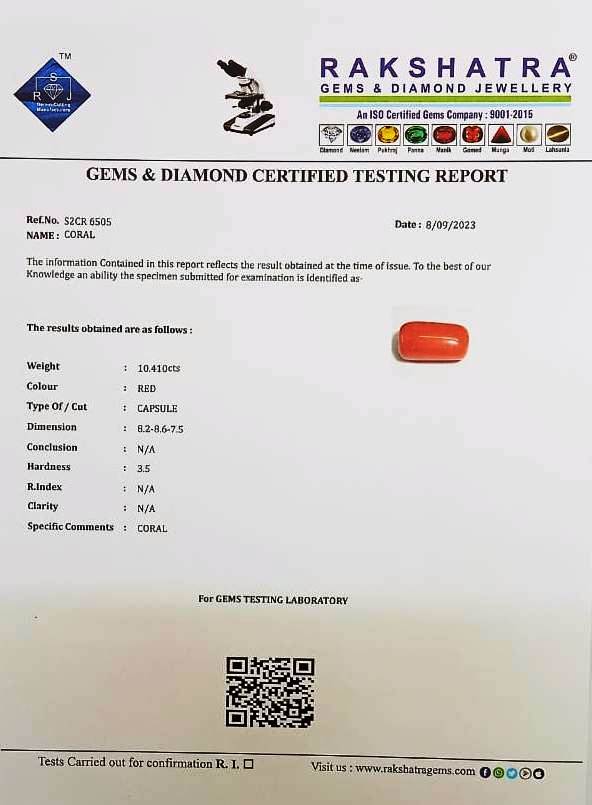 TM
R S J
Gemes Cutting
Manufacturers
RAKSHATRA®
GEMS & DIAMOND JEWELLERY
An ISO Certified Gems Company : 9001-2015
Diamond Neelam Pukhraj Panna Manik Gomed Munga Moti Lahsunia
GEMS & DIAMOND CERTIFIED TESTING REPORT
Ref.No. S2CR 6505
Date : 8/09/2023
NAME : CORAL
The information Contained in this report reflects the result obtained at the time of issue. To the best of our
Knowledge an ability the specimen submitted for examination is identified as-
The results obtained are as follows :
Weight : 10.410cts
Colour : RED
Type Of / Cut : CAPSULE
Dimension : 8.2-8.6-7.5
Conclusion : N/A
Hardness : 3.5
R.Index : N/A
Clarity : N/A
Specific Comments : CORAL
For GEMS TESTING LABORATORY
Tests Carried out for confirmation R. I. ☐
Visit us : www.rakshatragems.com